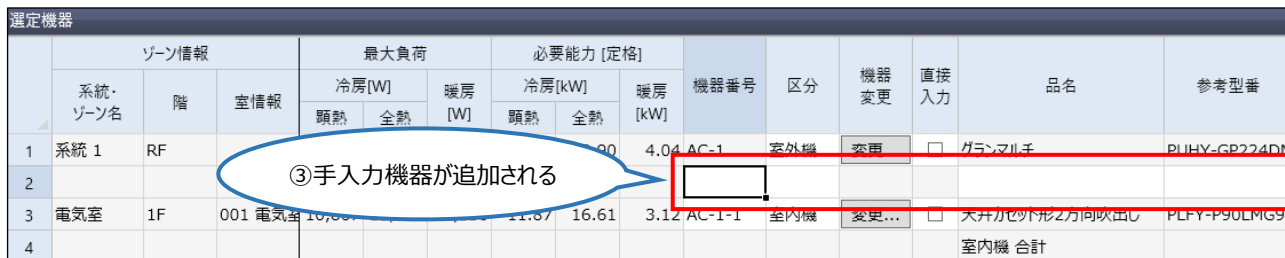 選定機器
ゾーン情報 最大負荷 必要能力 [定格] 機器番号 区分 機器変更 直接入力 品名 参考型番
系統・ゾーン名 階 室情報 冷房[W] 暖房[W] 冷房[kW] 暖房[kW]
顕熱 全熱 顕熱 全熱
1 系統 1 RF 4.04 AC-1 室外機 変更... グランマルチ PUHY-GP224DM
③手入力機器が追加される
2
3 電気室 1F 001 電気室 11.87 16.61 3.12 AC-1-1 室内機 変更... 天井カセット形2方向吹出し PLFY-P90LMG9
4 室内機 合計